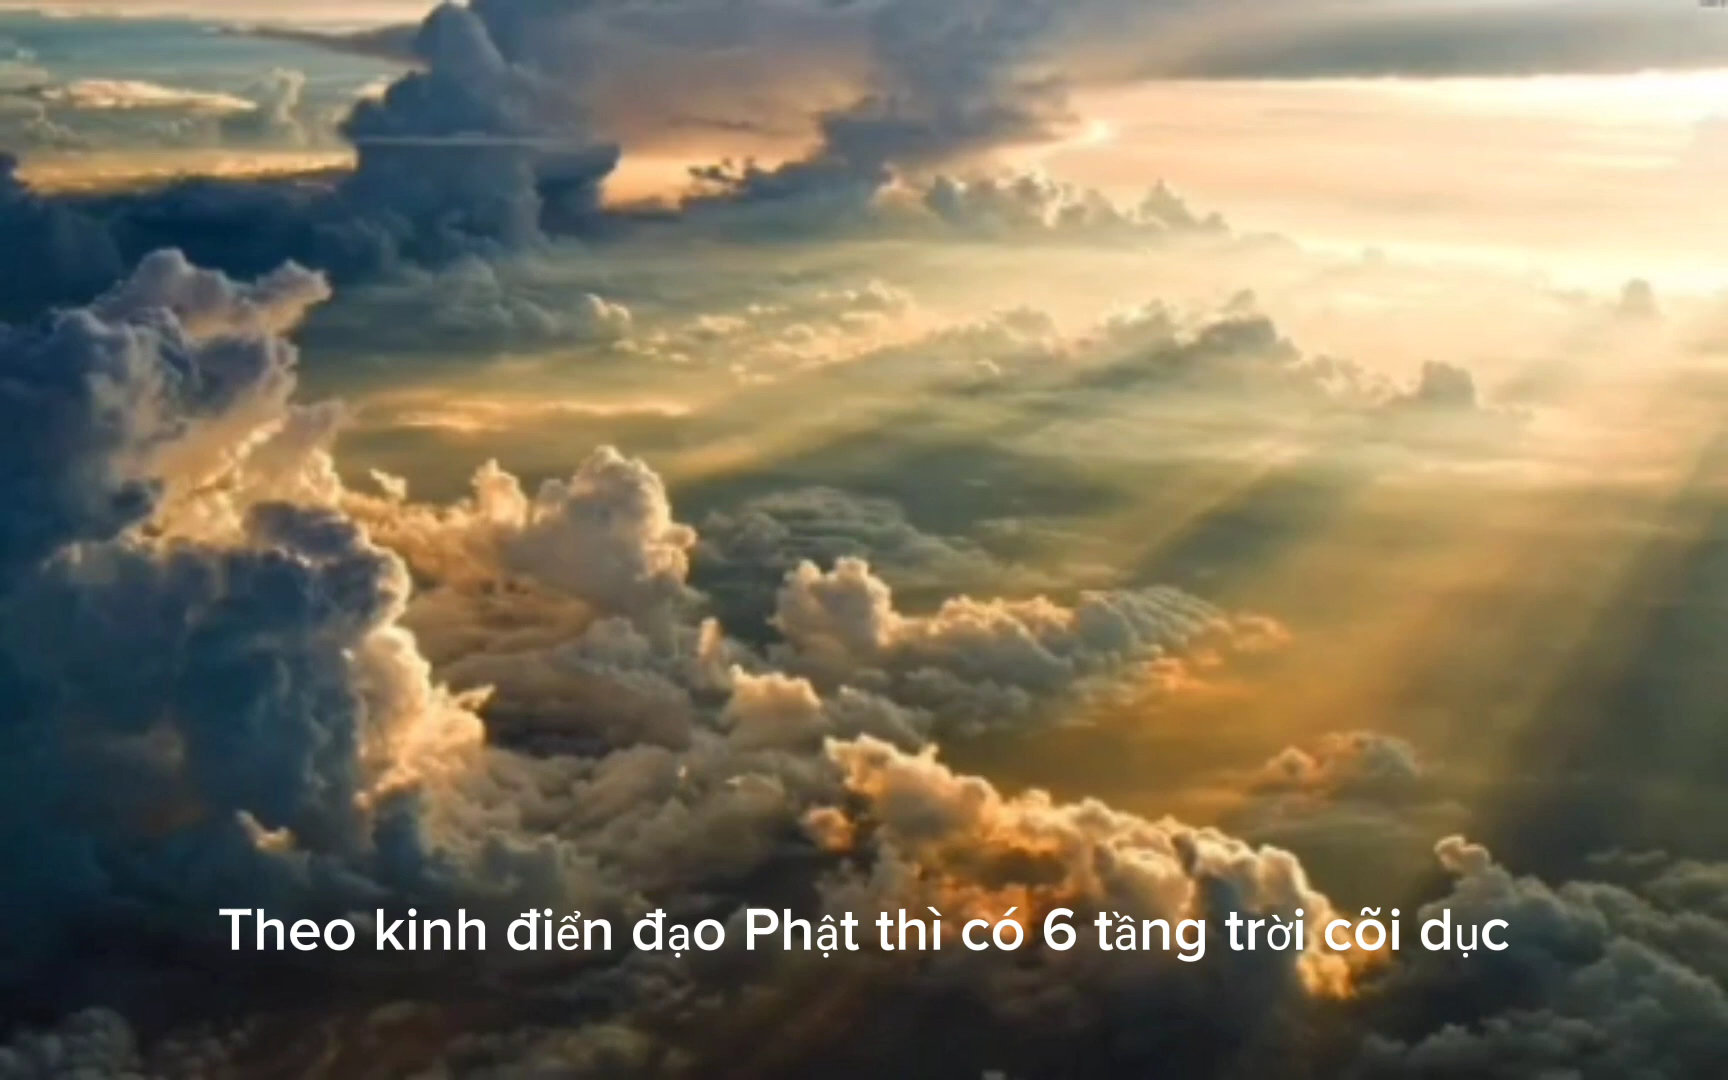 Theo kinh điển đạo Phật thì có 6 tầng trời cõi dục